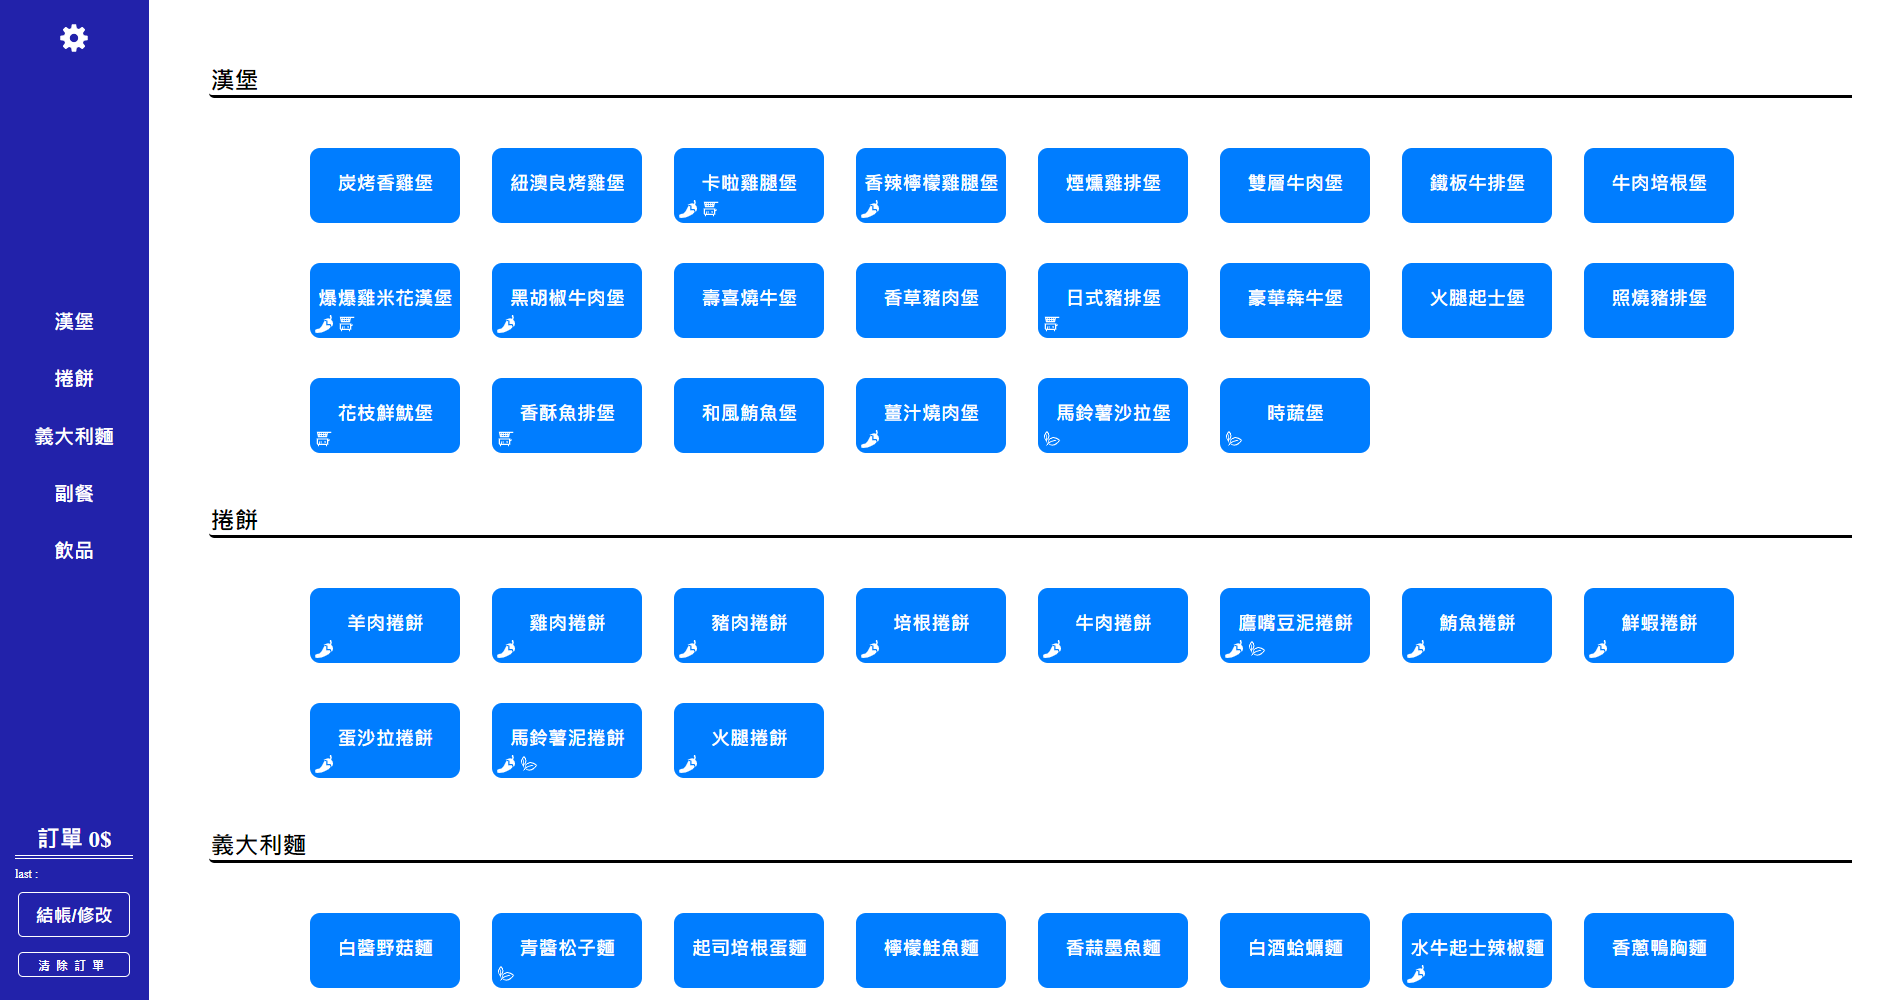 漢堡
捲餅
義大利麵
副餐
飲品
訂單 0$
last :
結帳/修改
清除訂單
漢堡
炭烤香雞堡 紐澳良烤雞堡 卡啦雞腿堡 香辣檸檬雞腿堡 煙燻雞排堡 雙層牛肉堡 鐵板牛排堡 牛肉培根堡
爆爆雞米花漢堡 黑胡椒牛肉堡 壽喜燒牛堡 香草豬肉堡 日式豬排堡 豪華犇牛堡 火腿起士堡 照燒豬排堡
花枝鮮魷堡 香酥魚排堡 和風鮪魚堡 薑汁燒肉堡 馬鈴薯沙拉堡 時蔬堡
捲餅
羊肉捲餅 雞肉捲餅 豬肉捲餅 培根捲餅 牛肉捲餅 鷹嘴豆泥捲餅 鮪魚捲餅 鮮蝦捲餅
蛋沙拉捲餅 馬鈴薯泥捲餅 火腿捲餅
義大利麵
白醬野菇麵 青醬松子麵 起司培根蛋麵 檸檬鮭魚麵 香蒜墨魚麵 白酒蛤蠣麵 水牛起士辣椒麵 香蔥鴨胸麵